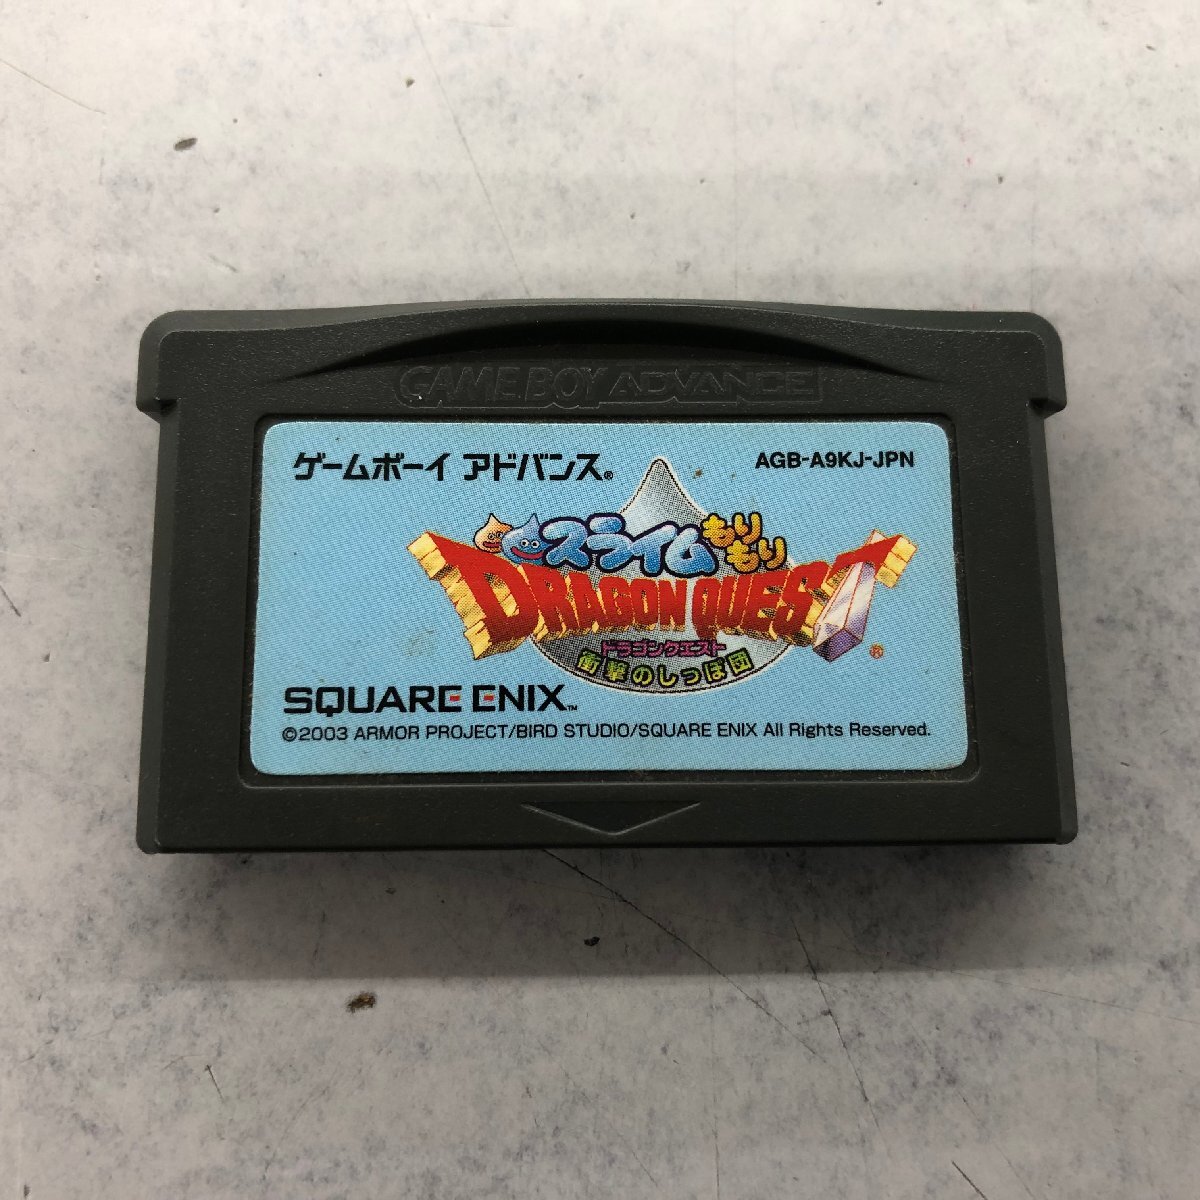 GAME BOY ADVANCE
ゲームボーイ アドバンス®
AGB-A9KJ-JPN
スライムもりもり
DRAGON QUEST®
ドラゴンクエスト
衝撃のしっぽ団
SQUARE ENIX™
©2003 ARMOR PROJECT/BIRD STUDIO/SQUARE ENIX All Rights Reserved.